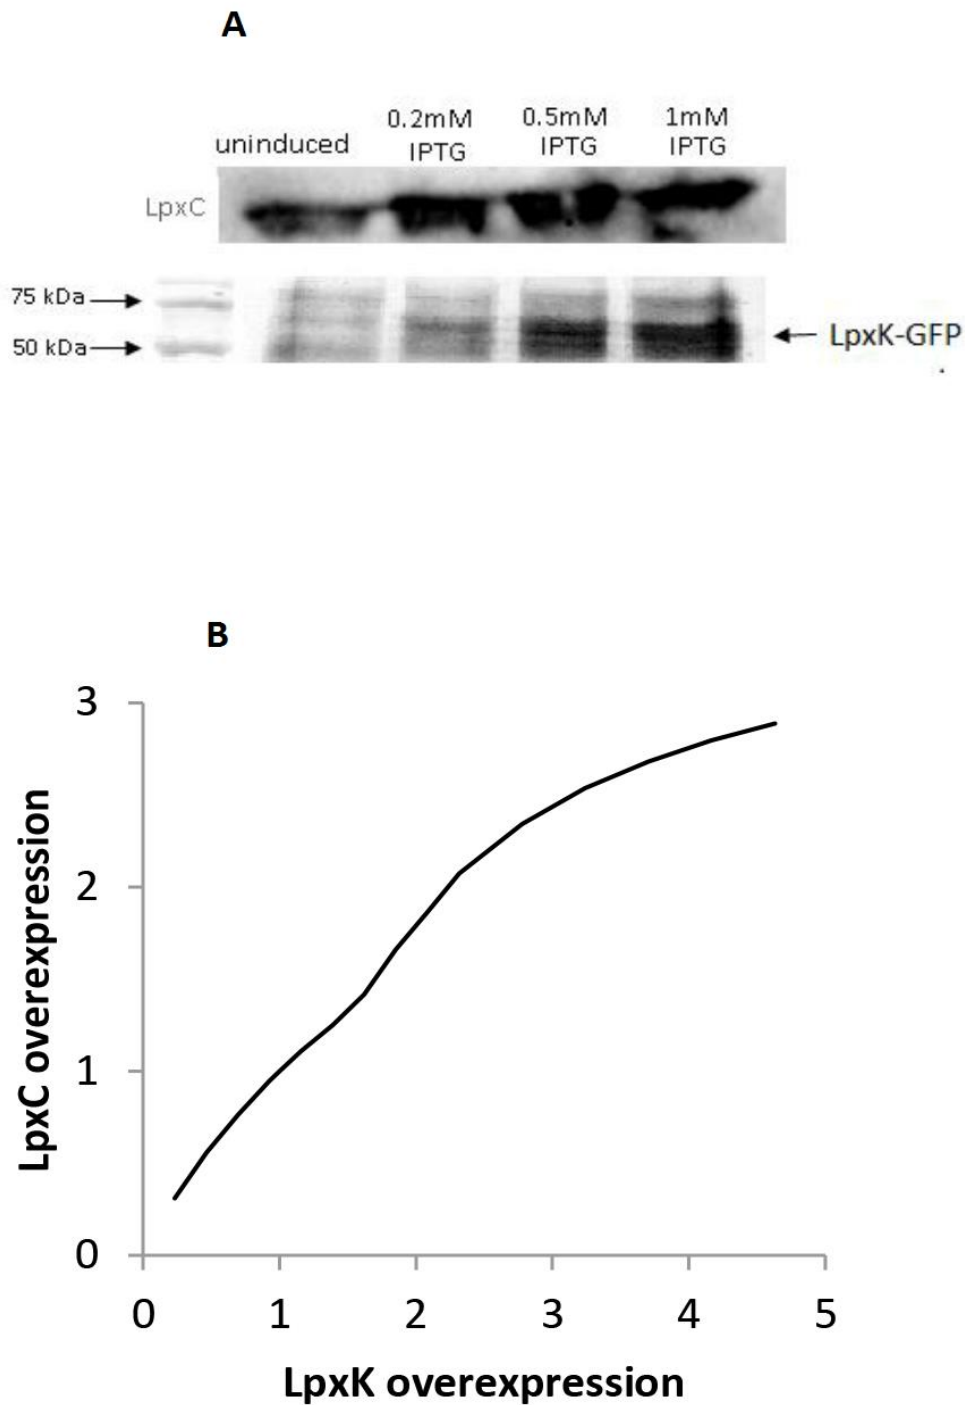 A
uninduced
0.2mM
IPTG
0.5mM
IPTG
1mM
IPTG
LpxC
75 kDa
50 kDa
LpxK-GFP
B
3
2
1
0
LpxC overexpression
0 1 2 3 4 5
LpxK overexpression